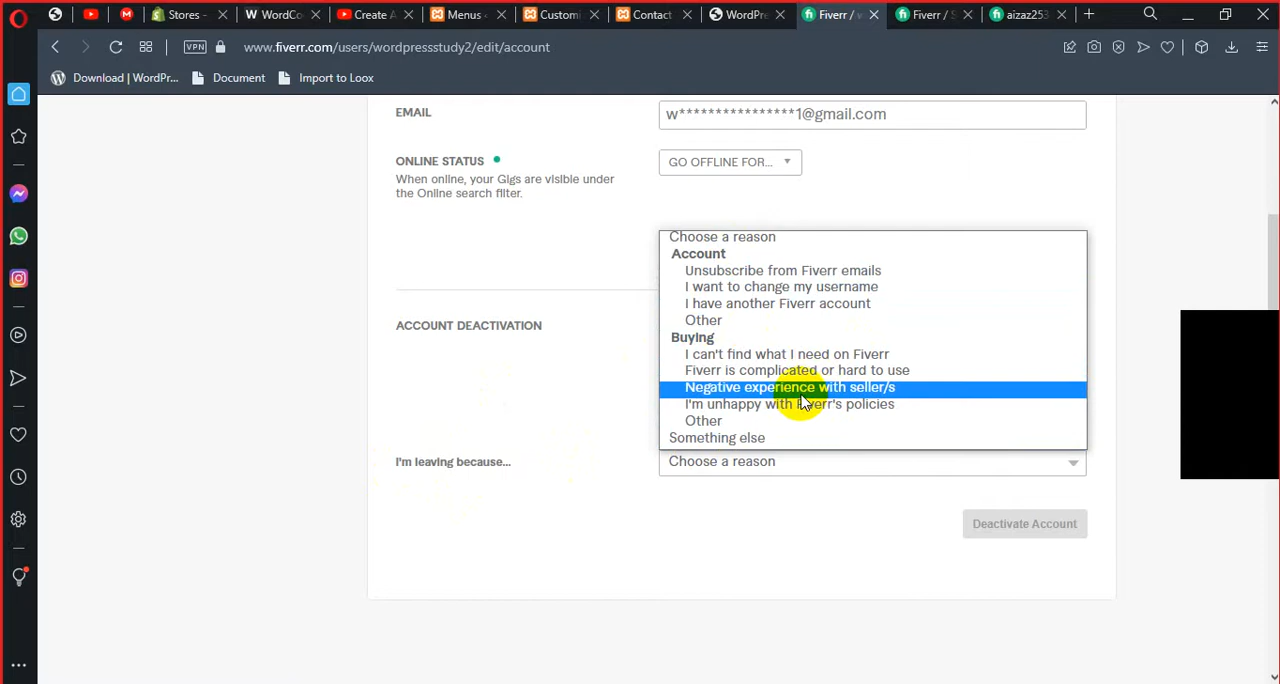 Stores -
WordCo
Create A
Menus
Customi
Contact
WordPre
Fiverr /
Fiverr / S
aizaz253
VPN
www.fiverr.com/users/wordpressstudy2/edit/account
Download | WordPr...
Document
Import to Loox
EMAIL
w****************1@gmail.com
ONLINE STATUS
GO OFFLINE FOR...
When online, your Gigs are visible under
the Online search filter.
Choose a reason
Account
Unsubscribe from Fiverr emails
I want to change my username
I have another Fiverr account
Other
ACCOUNT DEACTIVATION
Buying
I can't find what I need on Fiverr
Fiverr is complicated or hard to use
Negative experience with seller/s
I'm unhappy with Fiverr's policies
Other
Something else
I'm leaving because...
Choose a reason
Deactivate Account